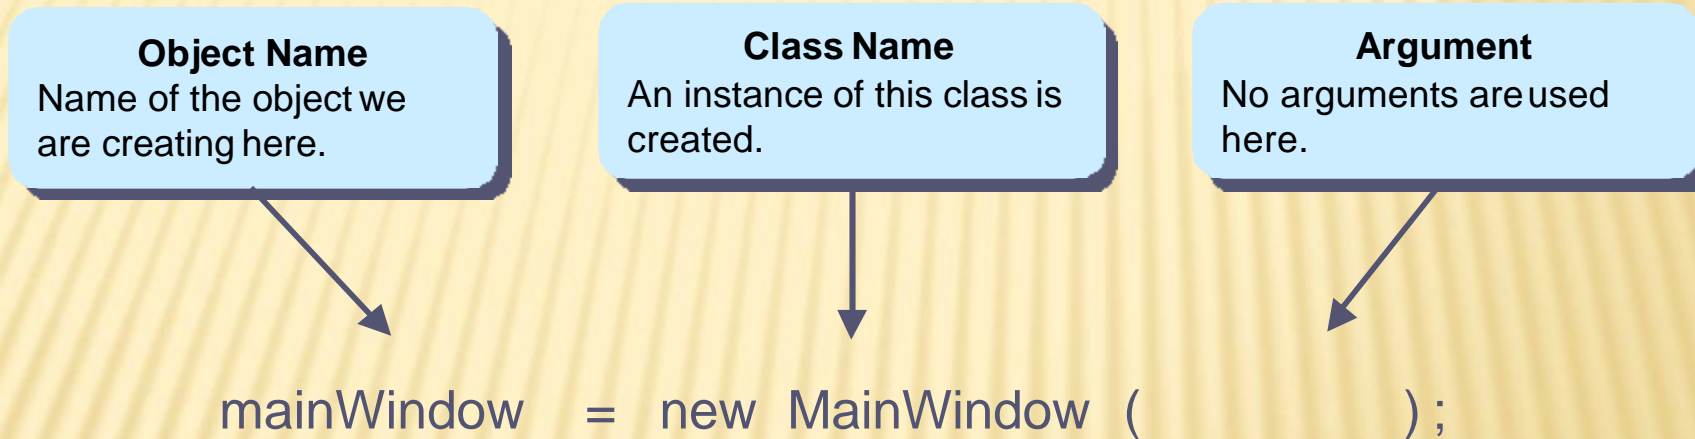 Object Name
Name of the object we
are creating here.
Class Name
An instance of this class is
created.
Argument
No arguments are used
here.
mainWindow = new MainWindow ( ) ;